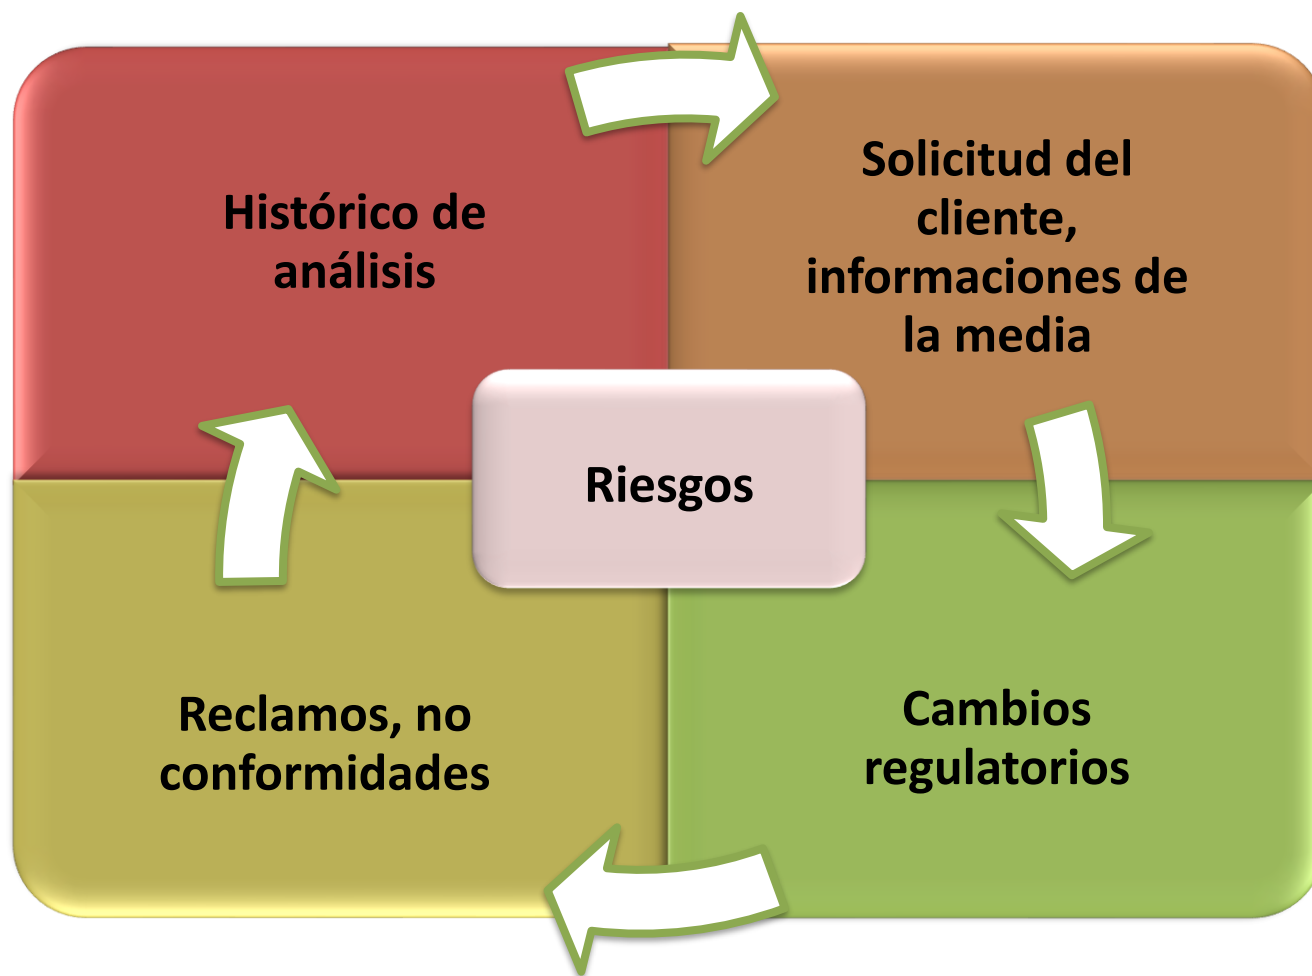 Histórico de
análisis
Solicitud del
cliente,
informaciones de
la media
Riesgos
Reclamos, no
conformidades
Cambios
regulatorios